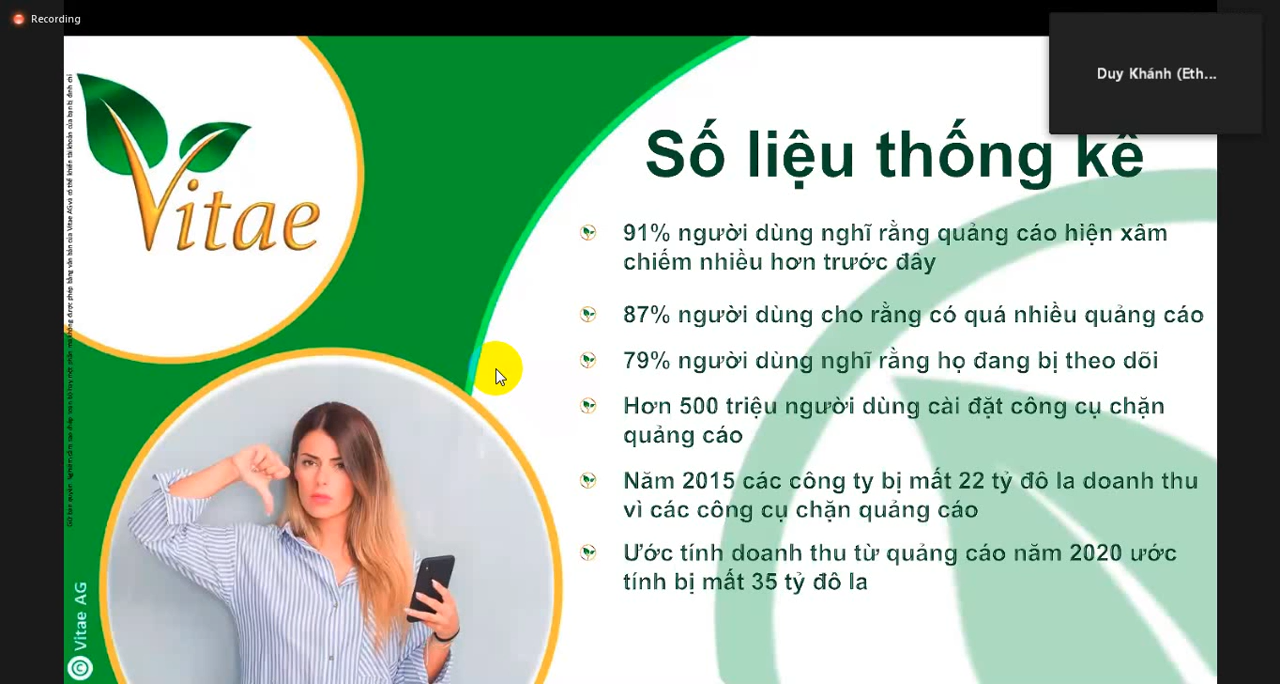 Recording
Duy Khánh (Eth...
Vitae
Số liệu thống kê
91% người dùng nghĩ rằng quảng cáo hiện xâm
chiếm nhiều hơn trước đây
87% người dùng cho rằng có quá nhiều quảng cáo
79% người dùng nghĩ rằng họ đang bị theo dõi
Hơn 500 triệu người dùng cài đặt công cụ chặn
quảng cáo
Năm 2015 các công ty bị mất 22 tỷ đô la doanh thu
vì các công cụ chặn quảng cáo
Ước tính doanh thu từ quảng cáo năm 2020 ước
tính bị mất 35 tỷ đô la
© Vitae AG